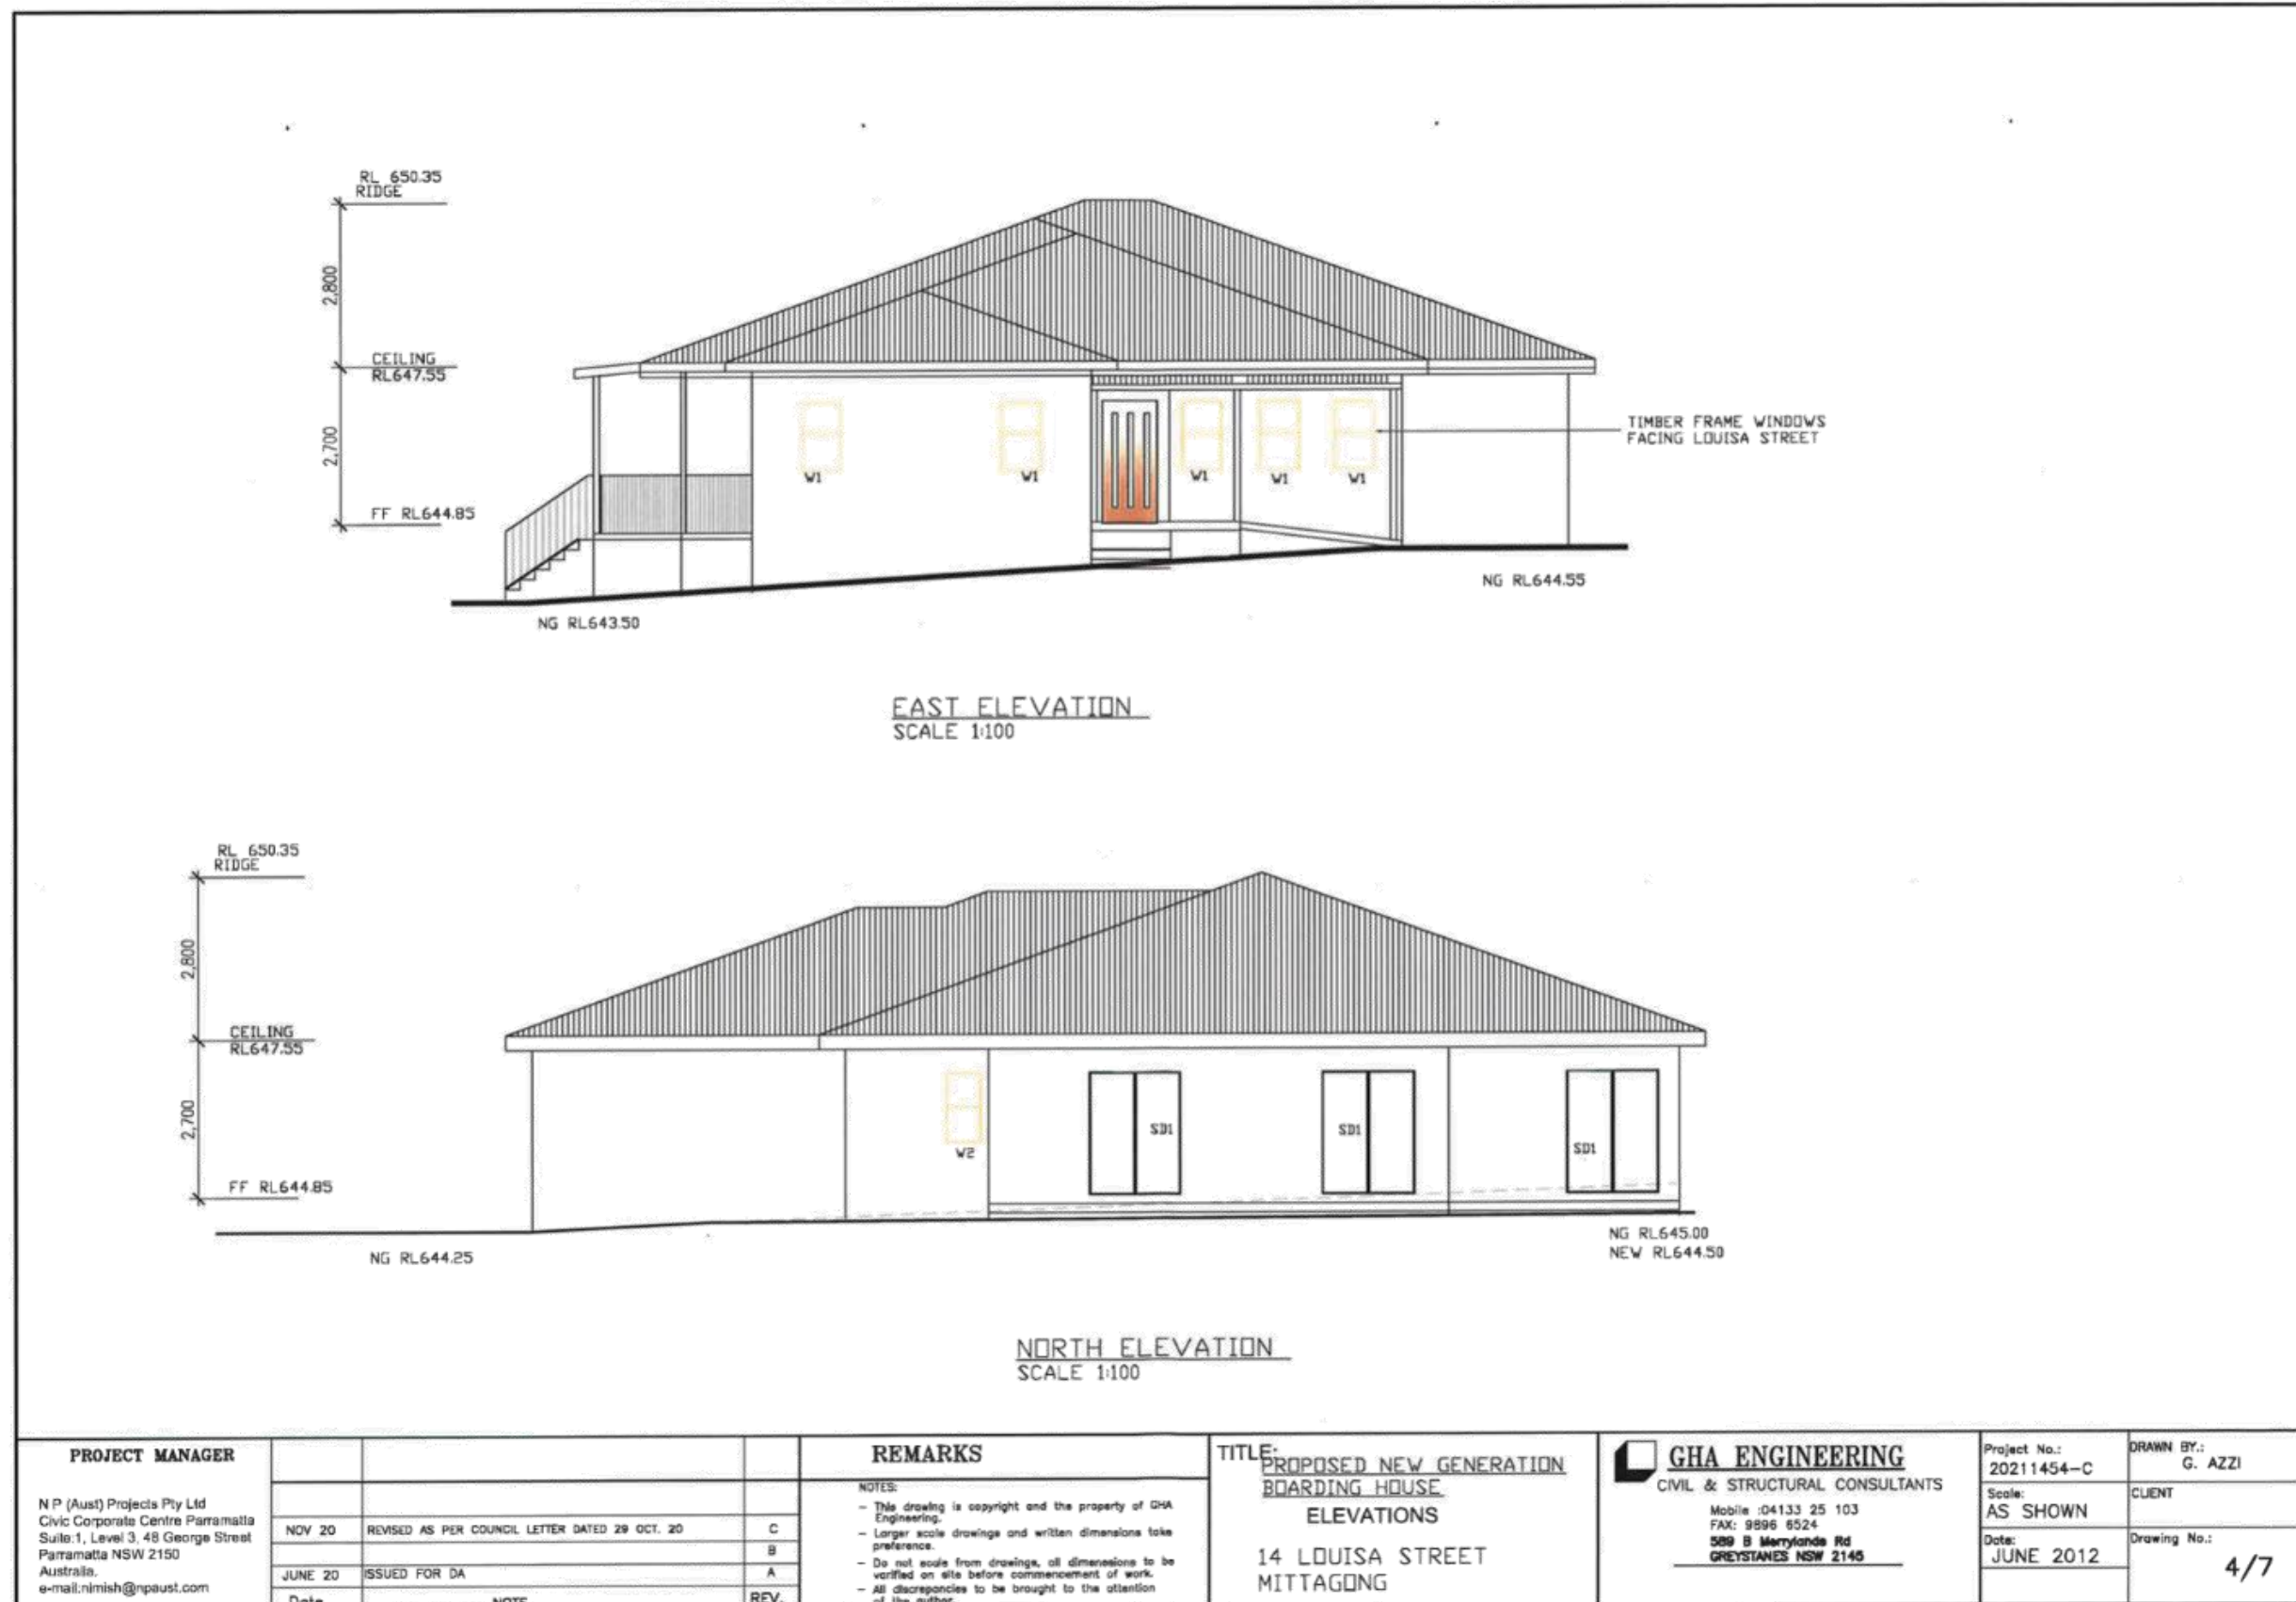 RL 650.35
RIDGE
2,800
CEILING
RL647.55
2,700
FF RL644.85
W1
W1
W1
W1
W1
TIMBER FRAME WINDOWS
FACING LOUISA STREET
NG RL644.55
NG RL643.50
EAST ELEVATION
SCALE 1:100
RL 650.35
RIDGE
2,800
CEILING
RL647.55
2,700
FF RL644.85
W2
SD1
SD1
SD1
NG RL644.25
NG RL645.00
NEW RL644.50
NORTH ELEVATION
SCALE 1:100
PROJECT MANAGER
N P (Aust) Projects Pty Ltd
Civic Corporate Centre Parramatta
Suite:1, Level 3, 48 George Street
Parramatta NSW 2150
Australia.
e-mail:nimish@npaust.com
NOV 20 REVISED AS PER COUNCIL LETTER DATED 29 OCT. 20 C
B
JUNE 20 ISSUED FOR DA A
Date NOTE REV.
REMARKS
NOTES:
- This drawing is copyright and the property of GHA
Engineering.
- Larger scale drawings and written dimensions take
preference.
- Do not scale from drawings, all dimensions to be
varified on site before commencement of work.
- All discrepancies to be brought to the attention
of the author.
TITLE:
PROPOSED NEW GENERATION
BOARDING HOUSE
ELEVATIONS
14 LOUISA STREET
MITTAGONG
GHA ENGINEERING
CIVIL & STRUCTURAL CONSULTANTS
Mobile :04133 25 103
FAX: 9896 6524
589 B Merrylands Rd
GREYSTANES NSW 2145
Project No.:
20211454-C
Scale:
AS SHOWN
Date:
JUNE 2012
DRAWN BY.:
G. AZZI
CLIENT
Drawing No.:
4/7